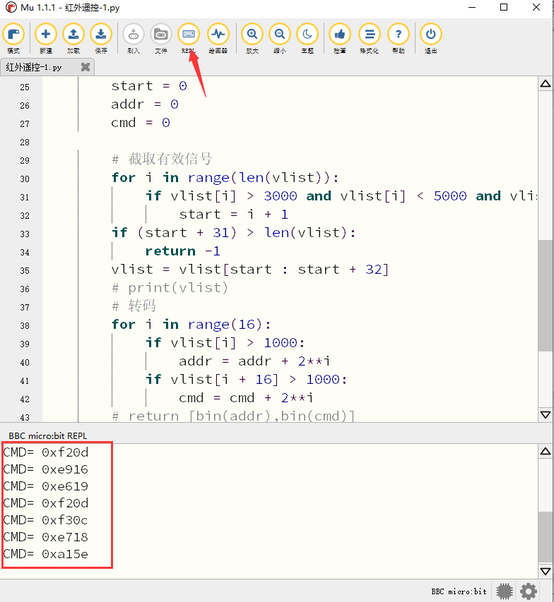 Mu 1.1.1 - 红外遥控-1.py
模式 新建 加载 保存 刷入 文件 REPL 绘图器 放大 缩小 主题 检查 格式化 帮助 退出
红外遥控-1.py
25 start = 0
26 addr = 0
27 cmd = 0
28
29 # 截取有效信号
30 for i in range(len(vlist)):
31 if vlist[i] > 3000 and vlist[i] < 5000 and vli
32 start = i + 1
33 if (start + 31) > len(vlist):
34 return -1
35 vlist = vlist[start : start + 32]
36 # print(vlist)
37 # 转码
38 for i in range(16):
39 if vlist[i] > 1000:
40 addr = addr + 2**i
41 if vlist[i + 16] > 1000:
42 cmd = cmd + 2**i
43 # return [bin(addr),bin(cmd)]
BBC micro:bit REPL
CMD= 0xf20d
CMD= 0xe916
CMD= 0xe619
CMD= 0xf20d
CMD= 0xf30c
CMD= 0xe718
CMD= 0xa15e
BBC micro:bit